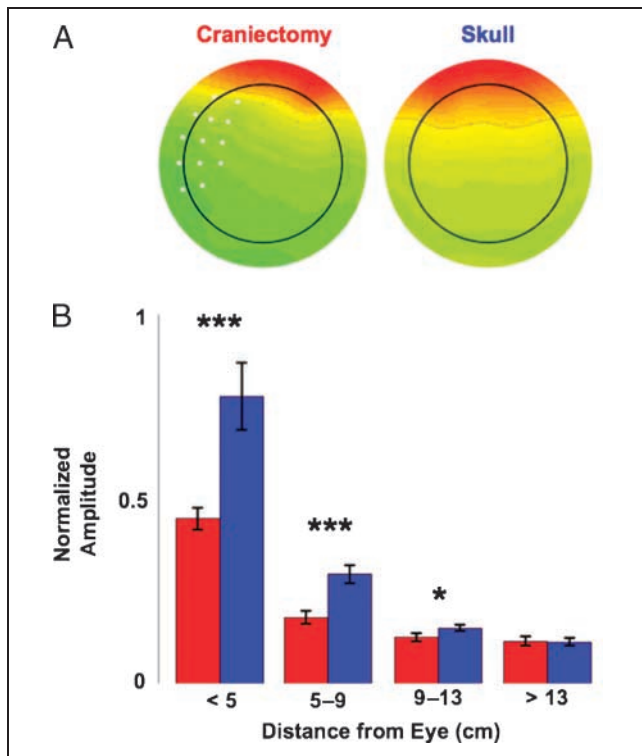 A
Craniectomy Skull
B
1
***
Normalized
Amplitude
0.5
***
*
0
< 5 5–9 9–13 > 13
Distance from Eye (cm)